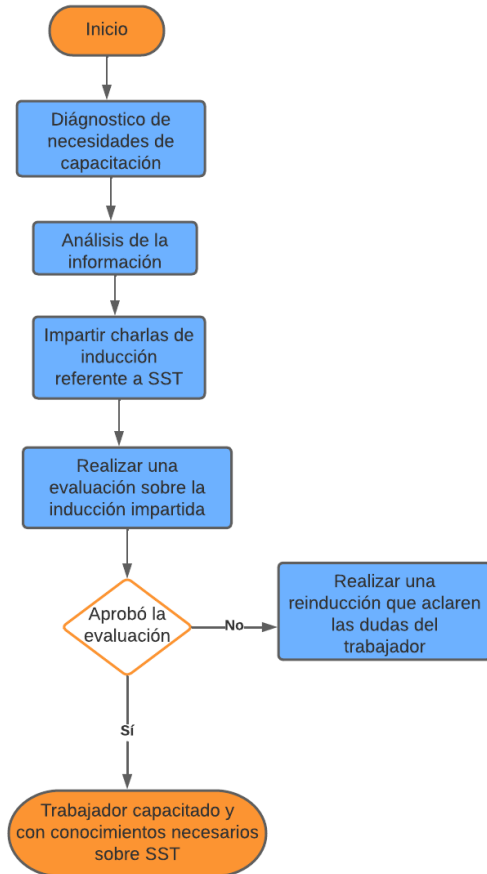 Inicio
Diágnostico de
necesidades de
capacitación
Análisis de la
información
Impartir charlas de
inducción
referente a SST
Realizar una
evaluación sobre la
inducción impartida
Aprobó la
evaluación
No
Realizar una
reinducción que aclaren
las dudas del
trabajador
Sí
Trabajador capacitado y
con conocimientos necesarios
sobre SST